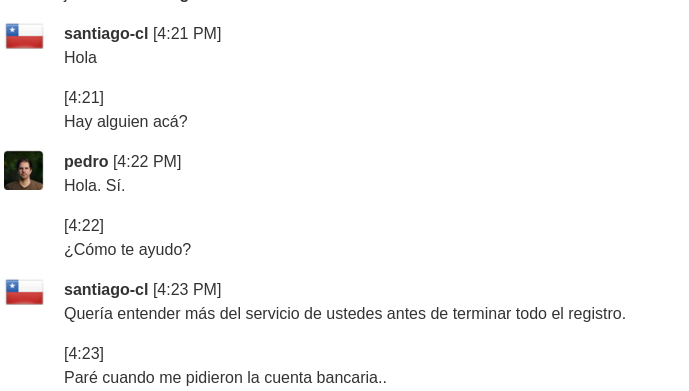 santiago-cl [4:21 PM]
Hola
[4:21]
Hay alguien acá?
pedro [4:22 PM]
Hola. Sí.
[4:22]
¿Cómo te ayudo?
santiago-cl [4:23 PM]
Quería entender más del servicio de ustedes antes de terminar todo el registro.
[4:23]
Paré cuando me pidieron la cuenta bancaria..